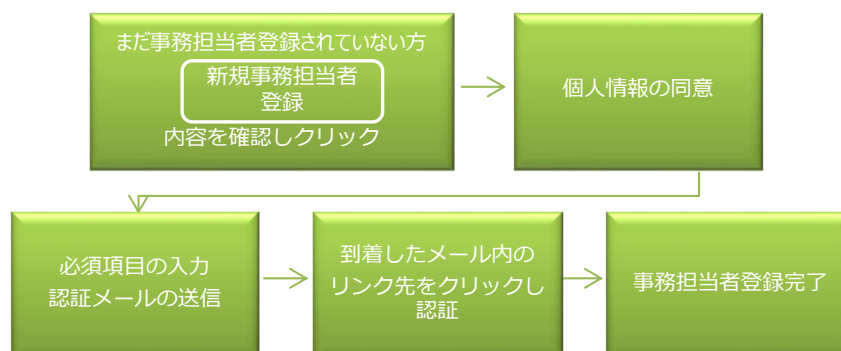 まだ事務担当者登録されていない方
新規事務担当者
登録
内容を確認しクリック
個人情報の同意
必須項目の入力
認証メールの送信
到着したメール内の
リンク先をクリックし
認証
事務担当者登録完了